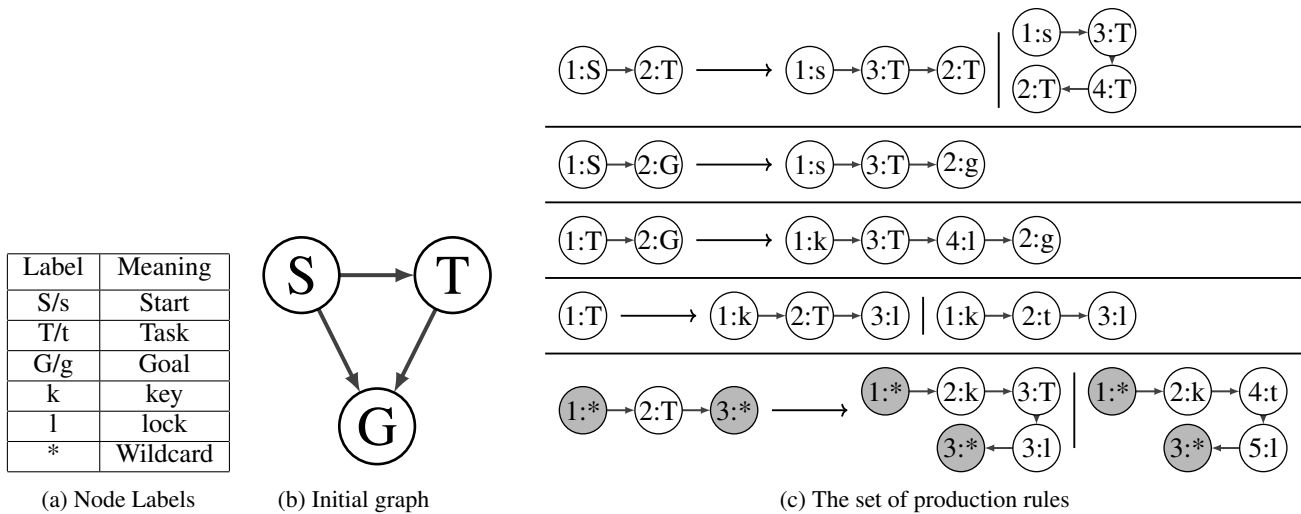 Label Meaning
S/s Start
T/t Task
G/g Goal
k key
l lock
* Wildcard
(a) Node Labels
S T
G
(b) Initial graph
1:S 2:T 1:s 3:T 2:T
1:s 3:T
2:T 4:T
1:S 2:G 1:s 3:T 2:g
1:T 2:G 1:k 3:T 4:l 2:g
1:T 1:k 2:T 3:l 1:k 2:t 3:l
1:* 2:T 3:*
1:* 2:k 3:T
3:* 3:l
1:* 2:k 4:t
3:* 5:l
(c) The set of production rules